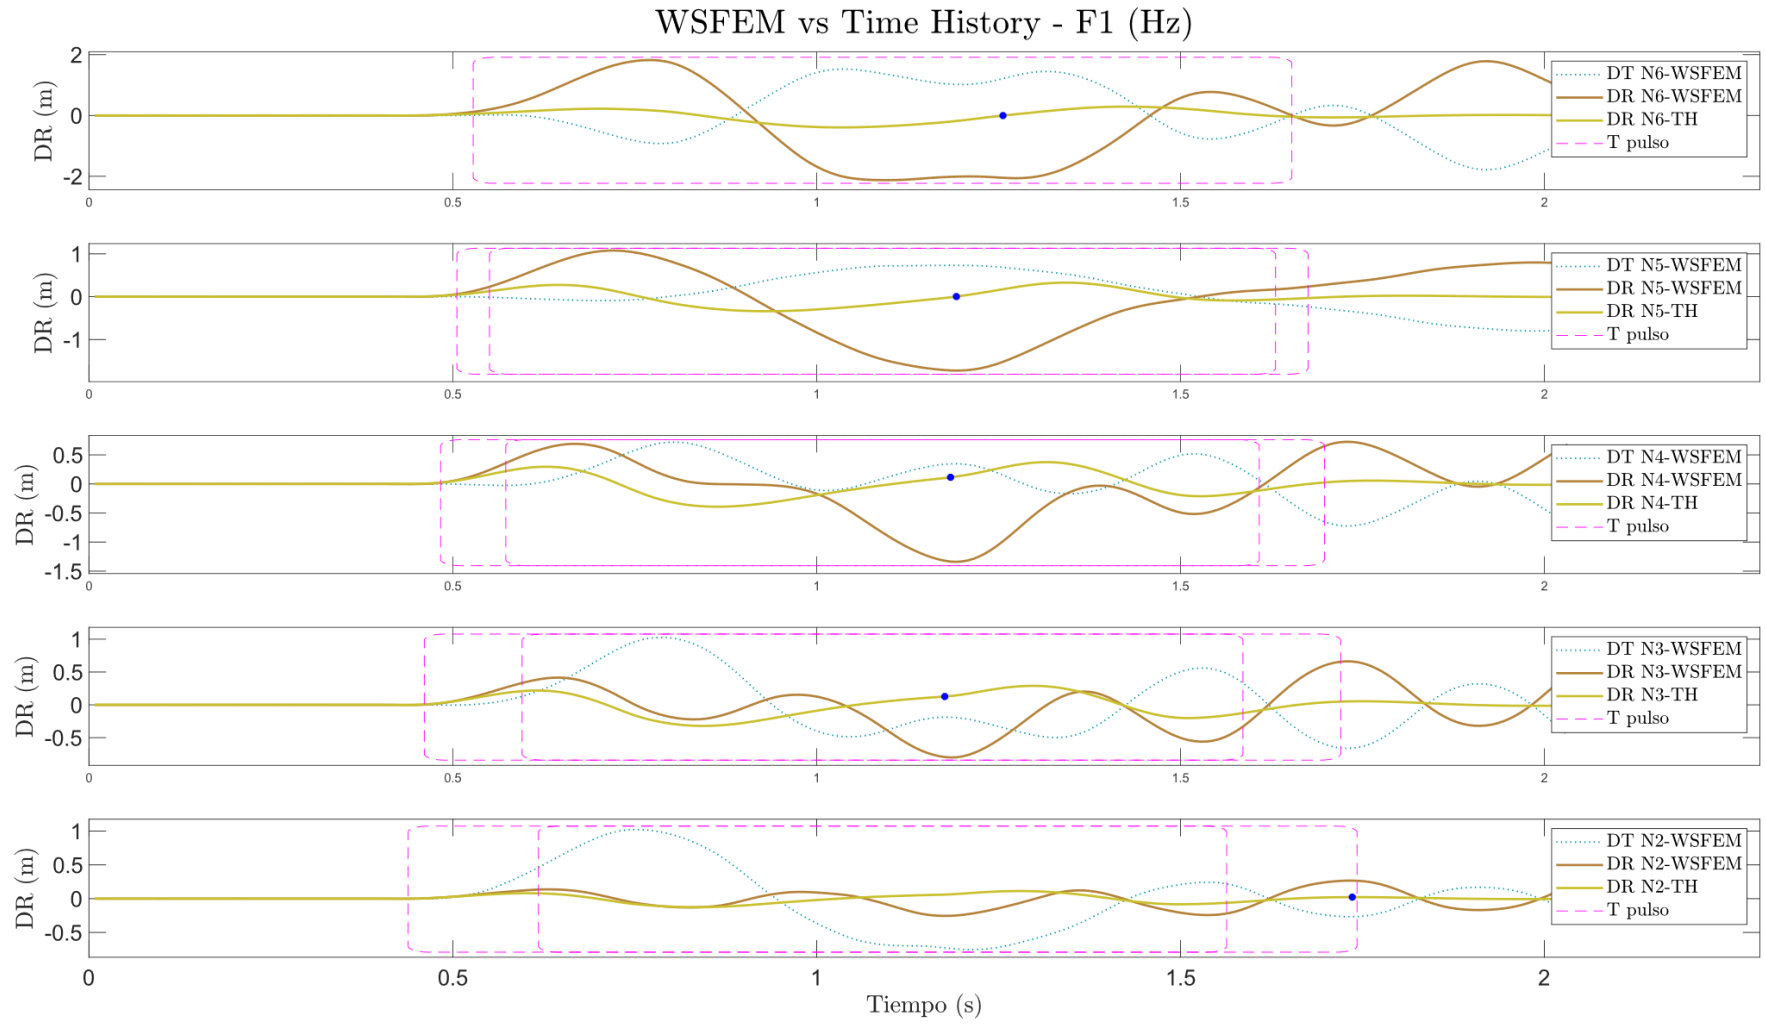 WSFEM vs Time History - F1 (Hz)
2
0
-2
DR (m)
0 0.5 1 1.5 2
DT N6-WSFEM
DR N6-WSFEM
DR N6-TH
T pulso
1
0
-1
DR (m)
0 0.5 1 1.5 2
DT N5-WSFEM
DR N5-WSFEM
DR N5-TH
T pulso
0.5
0
-0.5
-1
-1.5
DR (m)
0 0.5 1 1.5 2
DT N4-WSFEM
DR N4-WSFEM
DR N4-TH
T pulso
1
0.5
0
-0.5
DR (m)
0 0.5 1 1.5 2
DT N3-WSFEM
DR N3-WSFEM
DR N3-TH
T pulso
1
0.5
0
-0.5
DR (m)
0 0.5 1 1.5 2
DT N2-WSFEM
DR N2-WSFEM
DR N2-TH
T pulso
Tiempo (s)